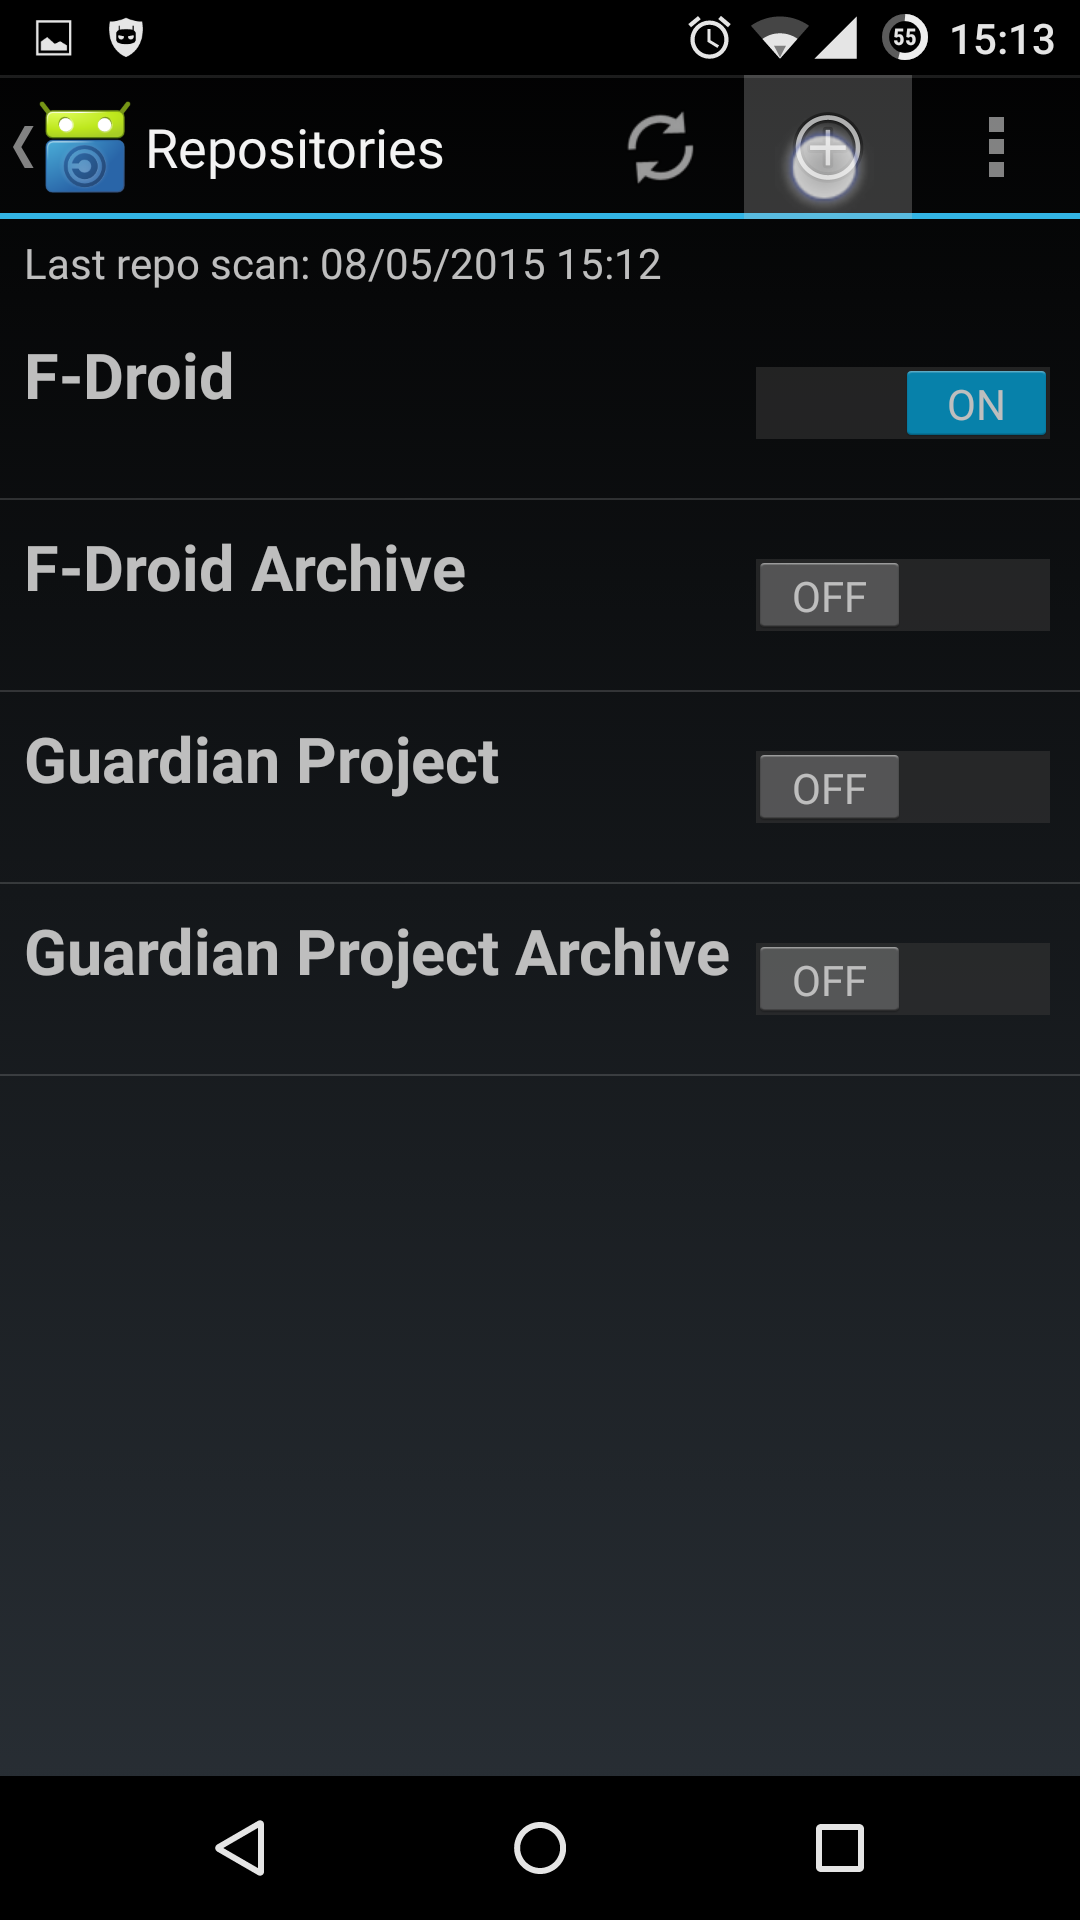 55 15:13
Repositories
Last repo scan: 08/05/2015 15:12
F-Droid
ON
F-Droid Archive
OFF
Guardian Project
OFF
Guardian Project Archive
OFF